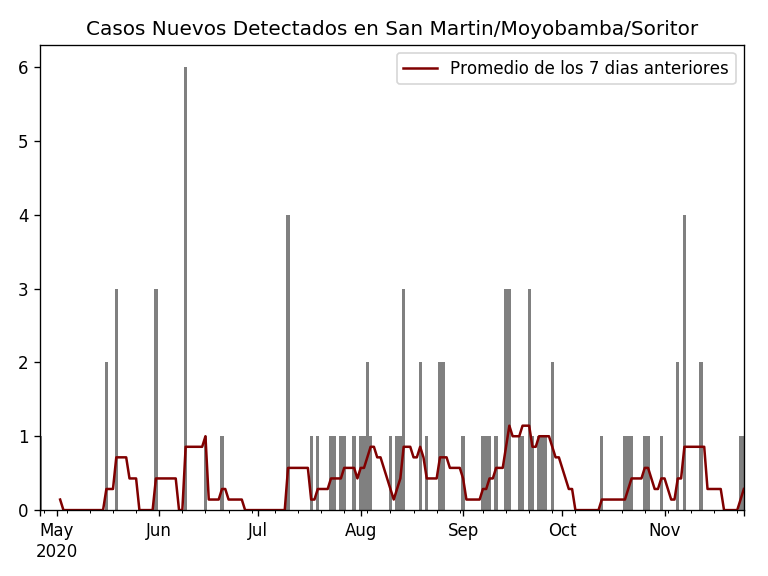 Casos Nuevos Detectados en San Martin/Moyobamba/Soritor
Promedio de los 7 dias anteriores
6
5
4
3
2
1
0
May Jun Jul Aug Sep Oct Nov
2020